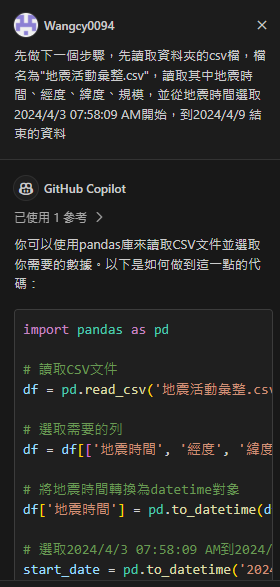 Wangcy0094
先做下一個步驟，先讀取資料夾的csv檔，檔
名為"地震活動彙整.csv"，讀取其中地震時
間、經度、緯度、規模，並從地震時間選取
2024/4/3 07:58:09 AM開始，到2024/4/9 結
束的資料
GitHub Copilot
已使用 1 參考
你可以使用pandas庫來讀取CSV文件並選取
你需要的數據。以下是如何做到這一點的代
碼：
import pandas as pd
# 讀取CSV文件
df = pd.read_csv('地震活動彙整.csv
# 選取需要的列
df = df[['地震時間', '經度', '緯度
# 將地震時間轉換為datetime對象
df['地震時間'] = pd.to_datetime(d
# 選取2024/4/3 07:58:09 AM到2024/
start_date = pd.to_datetime('202